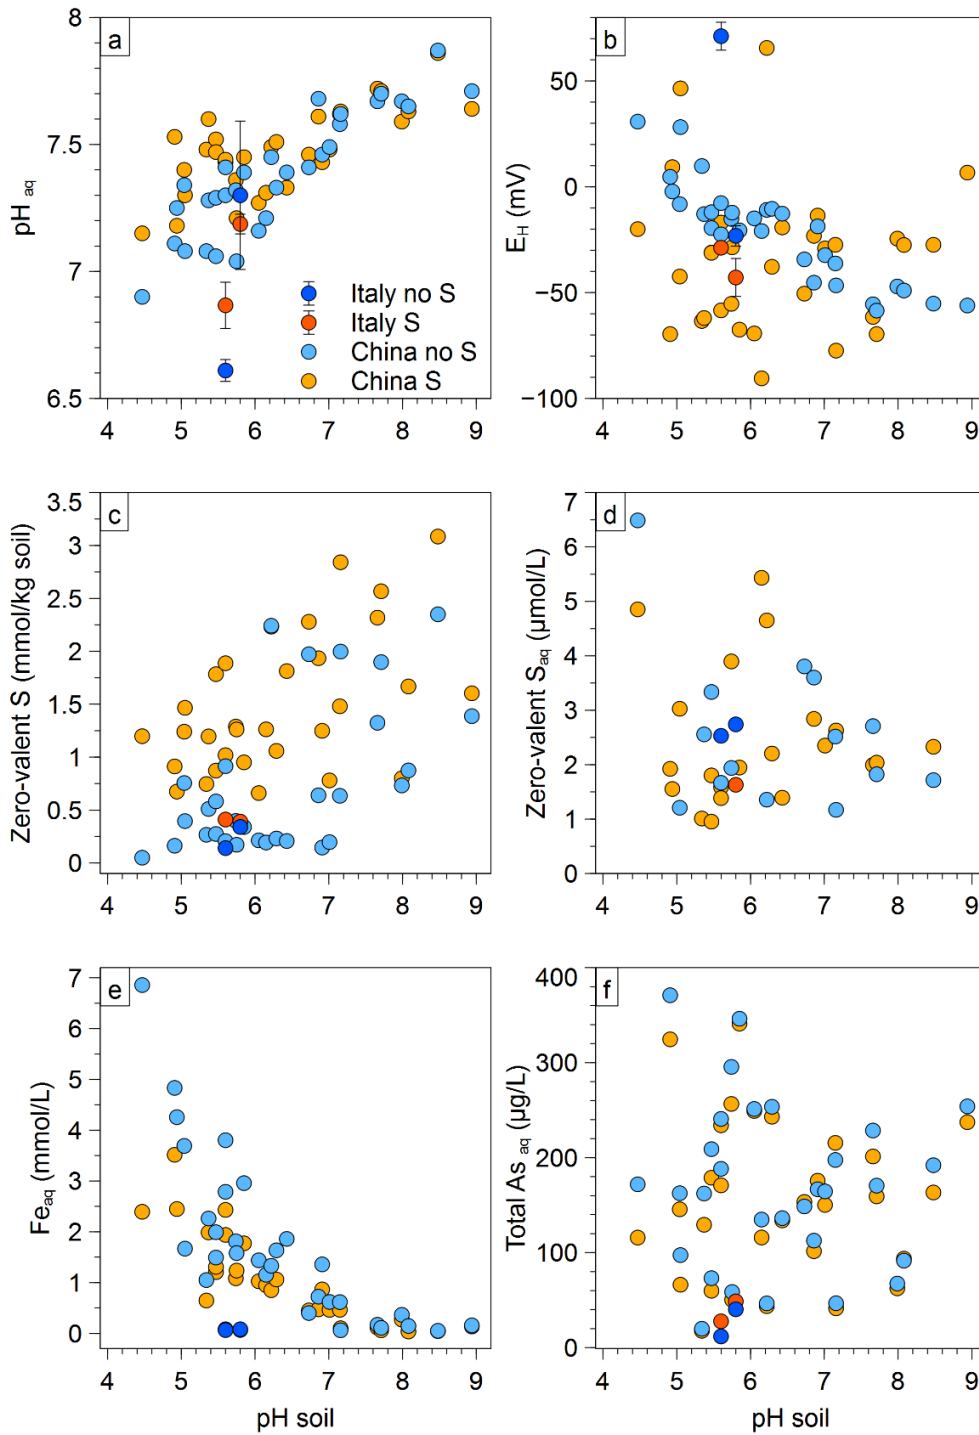 a
8
7.5
7
6.5
pH aq
4 5 6 7 8 9
Italy no S
Italy S
China no S
China S
b
50
0
−50
−100
E_H (mV)
4 5 6 7 8 9
c
3.5
3
2.5
2
1.5
1
0.5
0
Zero-valent S (mmol/kg soil)
4 5 6 7 8 9
d
7
6
5
4
3
2
1
0
Zero-valent S_aq (μmol/L)
4 5 6 7 8 9
e
7
6
5
4
3
2
1
0
Fe_aq (mmol/L)
4 5 6 7 8 9
pH soil
f
400
300
200
100
0
Total As aq (μg/L)
4 5 6 7 8 9
pH soil